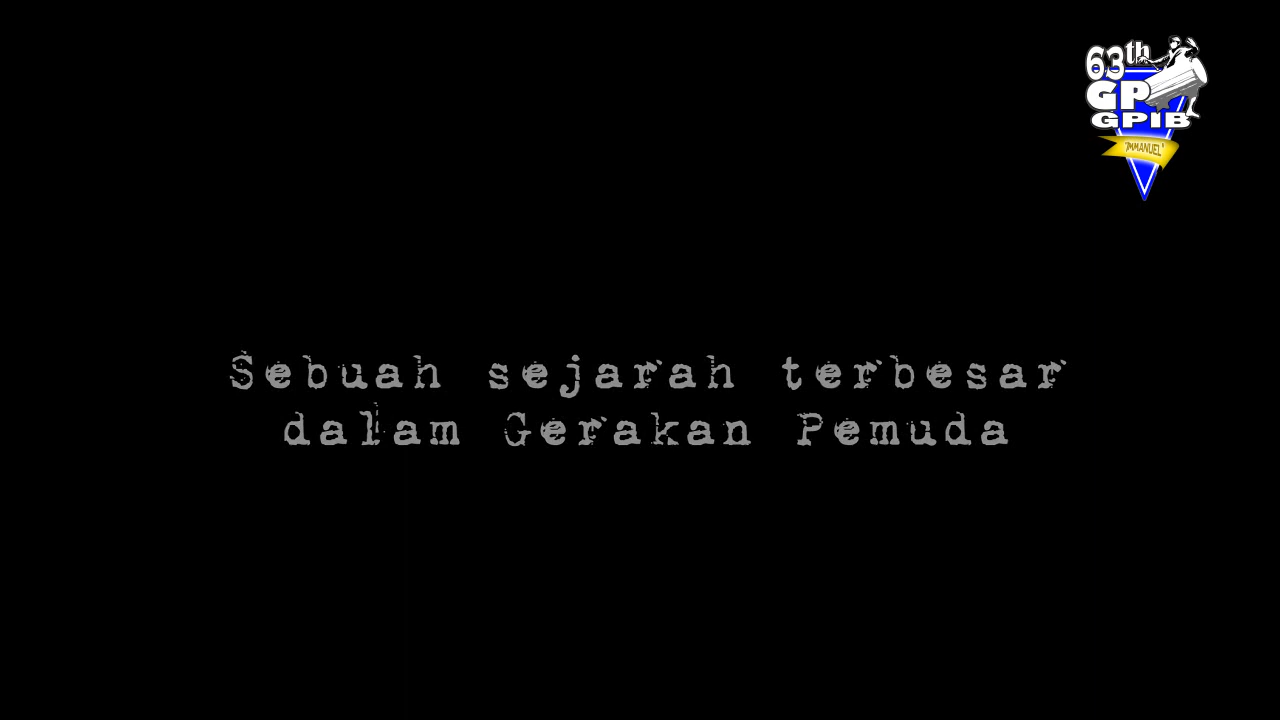 63th
GP
GPIB
"IMMANUEL"
Sebuah sejarah terbesar
dalam Gerakan Pemuda